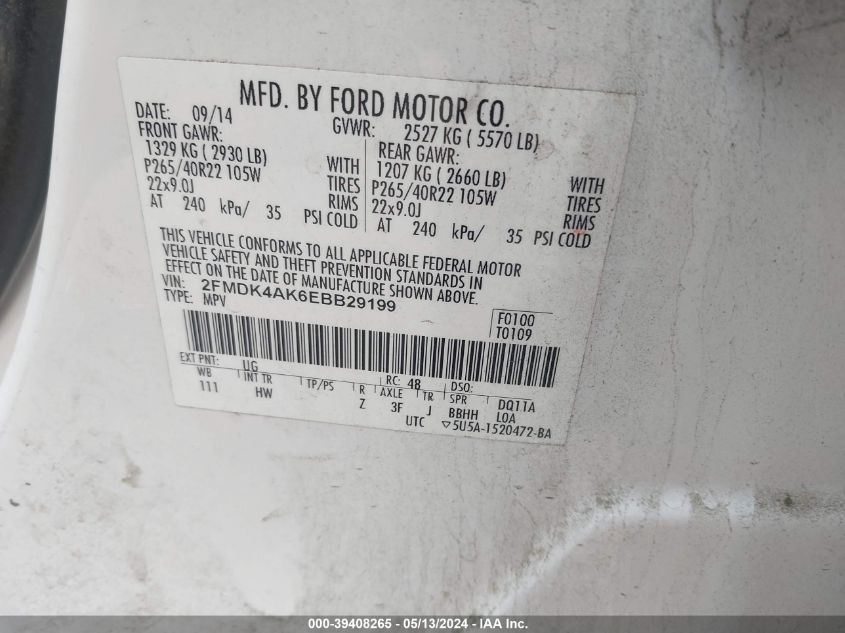 MFD. BY FORD MOTOR CO.
DATE: 09/14 GVWR: 2527 KG ( 5570 LB)
FRONT GAWR: REAR GAWR:
1329 KG ( 2930 LB) WITH 1207 KG ( 2660 LB) WITH
P265/40R22 105W TIRES P265/40R22 105W TIRES
22x9.0J RIMS 22x9.0J RIMS
AT 240 kPa/ 35 PSI COLD AT 240 kPa/ 35 PSI COLD
THIS VEHICLE CONFORMS TO ALL APPLICABLE FEDERAL MOTOR
VEHICLE SAFETY AND THEFT PREVENTION STANDARDS IN
EFFECT ON THE DATE OF MANUFACTURE SHOWN ABOVE.
VIN: 2FMDK4AK6EBB29199
TYPE: MPV
F0100
T0109
EXT PNT: UG RC: 48 DSO:
WB INT TR TP/PS R AXLE TR SPR DQ11A
111 HW Z 3F J BBHH LOA
UTC ▽5U5A-1520472-BA
000-39408265 - 05/13/2024 - IAA Inc.